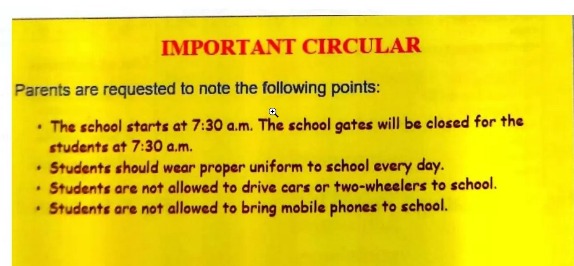 IMPORTANT CIRCULAR
Parents are requested to note the following points:
• The school starts at 7:30 a.m. The school gates will be closed for the
students at 7:30 a.m.
• Students should wear proper uniform to school every day.
• Students are not allowed to drive cars or two-wheelers to school.
• Students are not allowed to bring mobile phones to school.